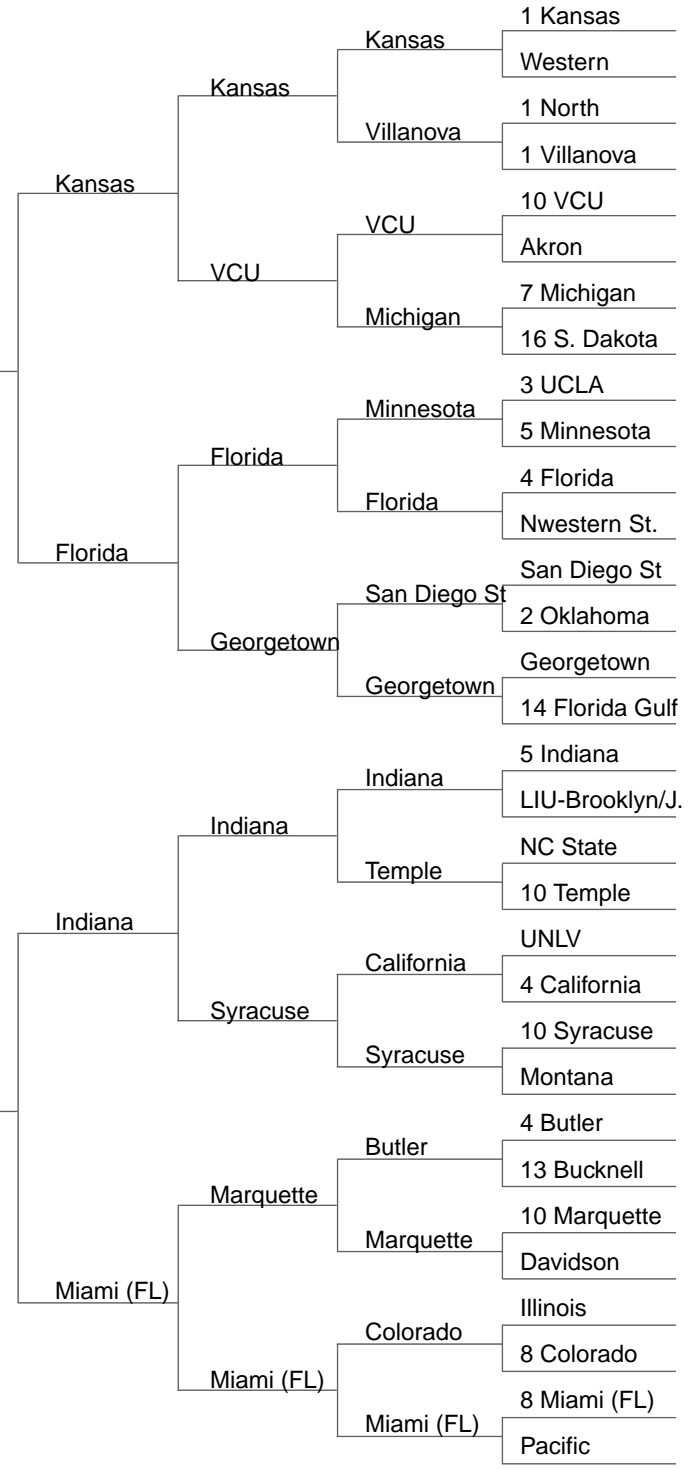 1 Kansas
Kansas
Western
Kansas
1 North
Villanova
1 Villanova
Kansas
10 VCU
VCU
Akron
VCU
7 Michigan
Michigan
16 S. Dakota
3 UCLA
Minnesota
5 Minnesota
Florida
4 Florida
Florida
Nwestern St.
Florida
San Diego St
San Diego St
2 Oklahoma
Georgetown
Georgetown
Georgetown
14 Florida Gulf
5 Indiana
Indiana
LIU-Brooklyn/J.
Indiana
NC State
Temple
10 Temple
Indiana
UNLV
California
4 California
Syracuse
10 Syracuse
Syracuse
Montana
4 Butler
Butler
13 Bucknell
Marquette
10 Marquette
Marquette
Davidson
Miami (FL)
Illinois
Colorado
8 Colorado
Miami (FL)
8 Miami (FL)
Miami (FL)
Pacific